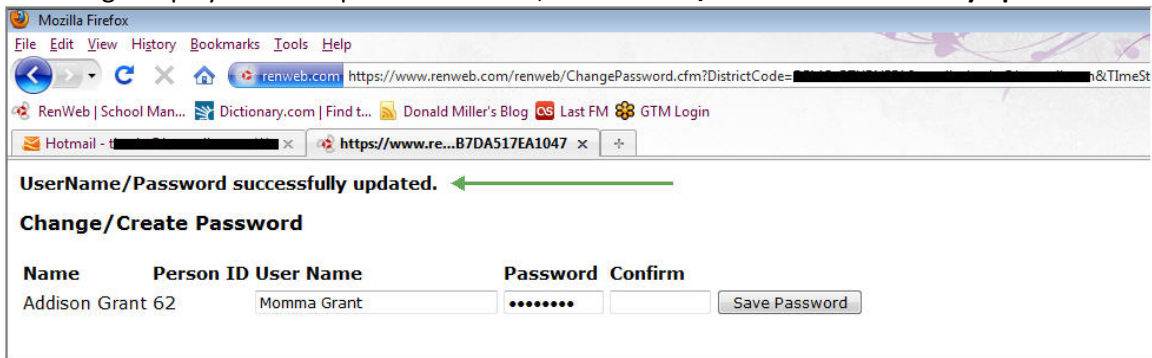 Mozilla Firefox
File Edit View History Bookmarks Tools Help
renweb.com https://www.renweb.com/renweb/ChangePassword.cfm?DistrictCode= n&TImeSt
RenWeb | School Man... Dictionary.com | Find t... Donald Miller's Blog Last FM GTM Login
Hotmail - t https://www.re...B7DA517EA1047
UserName/Password successfully updated.
Change/Create Password
Name Person ID User Name Password Confirm
Addison Grant 62 Momma Grant •••••••• Save Password